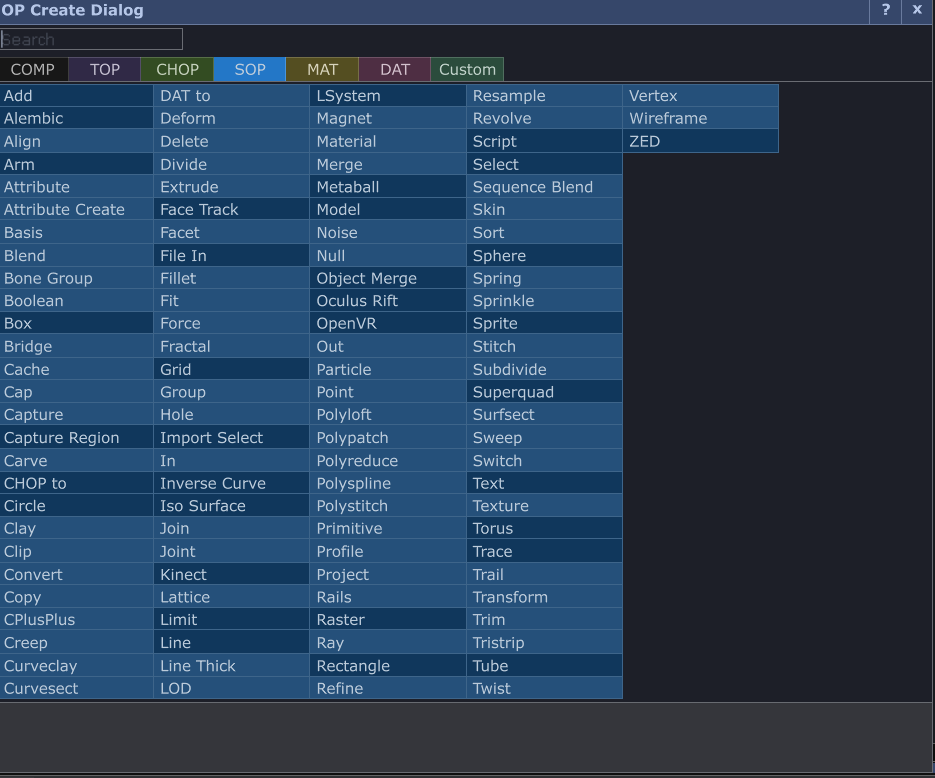 OP Create Dialog ? x
Search
COMP TOP CHOP SOP MAT DAT Custom
Add DAT to LSystem Resample Vertex
Alembic Deform Magnet Revolve Wireframe
Align Delete Material Script ZED
Arm Divide Merge Select
Attribute Extrude Metaball Sequence Blend
Attribute Create Face Track Model Skin
Basis Facet Noise Sort
Blend File In Null Sphere
Bone Group Fillet Object Merge Spring
Boolean Fit Oculus Rift Sprinkle
Box Force OpenVR Sprite
Bridge Fractal Out Stitch
Cache Grid Particle Subdivide
Cap Group Point Superquad
Capture Hole Polyloft Surfsect
Capture Region Import Select Polypatch Sweep
Carve In Polyreduce Switch
CHOP to Inverse Curve Polyspline Text
Circle Iso Surface Polystitch Texture
Clay Join Primitive Torus
Clip Joint Profile Trace
Convert Kinect Project Trail
Copy Lattice Rails Transform
CPlusPlus Limit Raster Trim
Creep Line Ray Tristrip
Curveclay Line Thick Rectangle Tube
Curvesect LOD Refine Twist